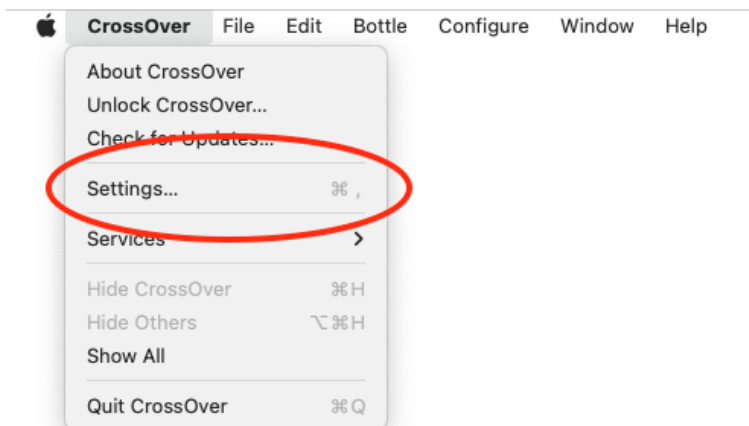 CrossOver File Edit Bottle Configure Window Help
About CrossOver
Unlock CrossOver...
Check for Updates...
Settings... ⌘ ,
Services >
Hide CrossOver ⌘H
Hide Others ⌥⌘H
Show All
Quit CrossOver ⌘Q